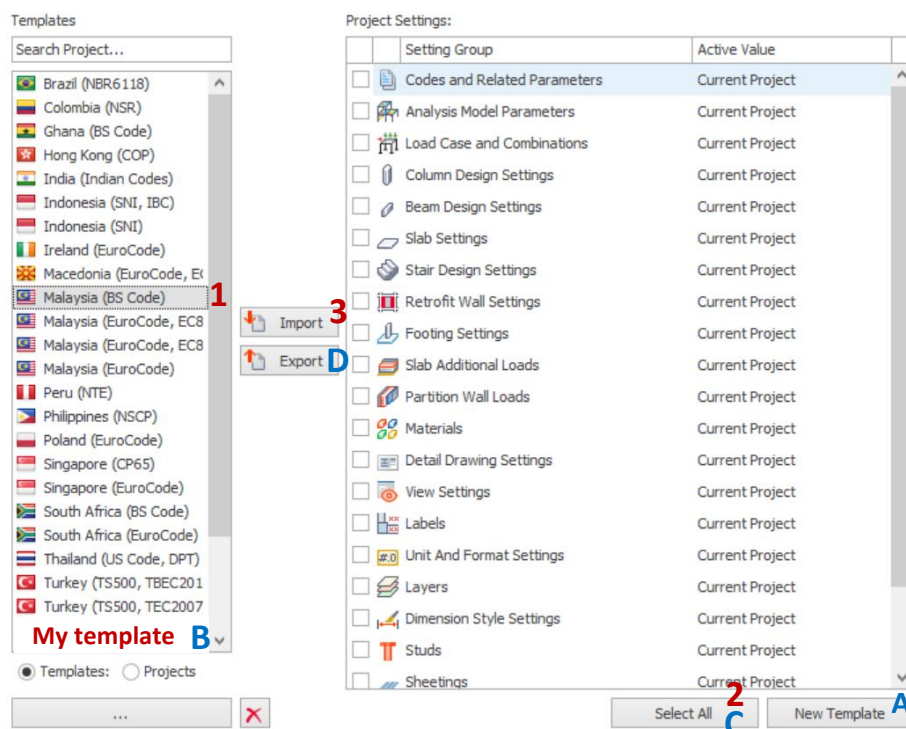 Templates
Project Settings:
Search Project...
Setting Group Active Value
Brazil (NBR6118)
Colombia (NSR)
Ghana (BS Code)
Hong Kong (COP)
India (Indian Codes)
Indonesia (SNI, IBC)
Indonesia (SNI)
Ireland (EuroCode)
Macedonia (EuroCode, E(
Malaysia (BS Code) 1
Malaysia (EuroCode, EC8
Malaysia (EuroCode, EC8
Malaysia (EuroCode)
Peru (NTE)
Philippines (NSCP)
Poland (EuroCode)
Singapore (CP65)
Singapore (EuroCode)
South Africa (BS Code)
South Africa (EuroCode)
Thailand (US Code, DPT)
Turkey (TS500, TBEC201
Turkey (TS500, TEC2007,
My template B
Templates: Projects
...
Import 3
Export D
Codes and Related Parameters Current Project
Analysis Model Parameters Current Project
Load Case and Combinations Current Project
Column Design Settings Current Project
Beam Design Settings Current Project
Slab Settings Current Project
Stair Design Settings Current Project
Retrofit Wall Settings Current Project
Footing Settings Current Project
Slab Additional Loads Current Project
Partition Wall Loads Current Project
Materials Current Project
Detail Drawing Settings Current Project
View Settings Current Project
Labels Current Project
Unit And Format Settings Current Project
Layers Current Project
Dimension Style Settings Current Project
Studs Current Project
Sheetings Current Project
2
Select All C New Template A